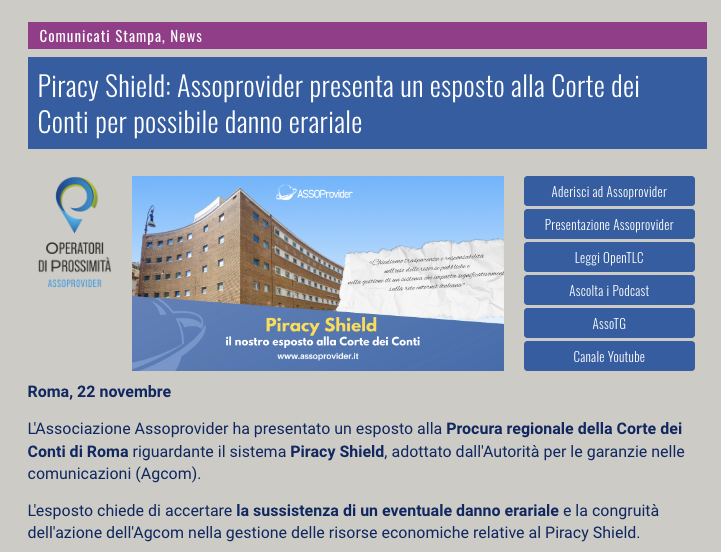 Comunicati Stampa, News
Piracy Shield: Assoprovider presenta un esposto alla Corte dei
Conti per possibile danno erariale
OPERATORI
DI PROSSIMITÀ
ASSOPROVIDER
ASSOProvider
"Chiediamo trasparenza e responsabilità
nell'uso delle risorse pubbliche e
nella gestione di un sistema che impatta significativamente
sulla rete internet italiana"
Piracy Shield
il nostro esposto alla Corte dei Conti
www.assoprovider.it
Aderisci ad Assoprovider
Presentazione Assoprovider
Leggi OpenTLC
Ascolta i Podcast
AssoTG
Canale Youtube
Roma, 22 novembre
L'Associazione Assoprovider ha presentato un esposto alla Procura regionale della Corte dei
Conti di Roma riguardante il sistema Piracy Shield, adottato dall'Autorità per le garanzie nelle
comunicazioni (Agcom).
L'esposto chiede di accertare la sussistenza di un eventuale danno erariale e la congruità
dell'azione dell'Agcom nella gestione delle risorse economiche relative al Piracy Shield.